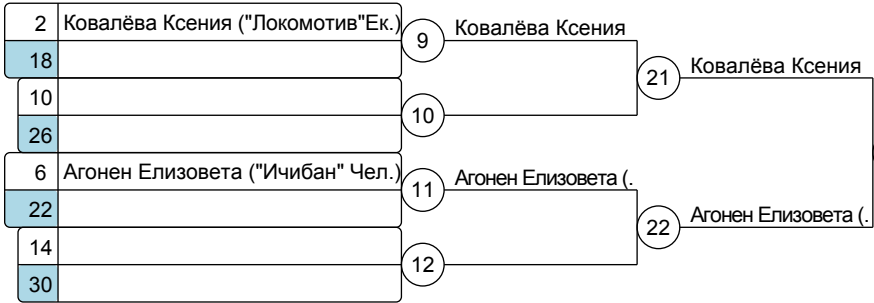 2 Ковалёва Ксения ("Локомотив"Ек.)
18
9 Ковалёва Ксения
10
26
10
21 Ковалёва Ксения
6 Агонен Елизовета ("Ичибан" Чел.)
22
11 Агонен Елизовета (.
14
30
12
22 Агонен Елизовета (.